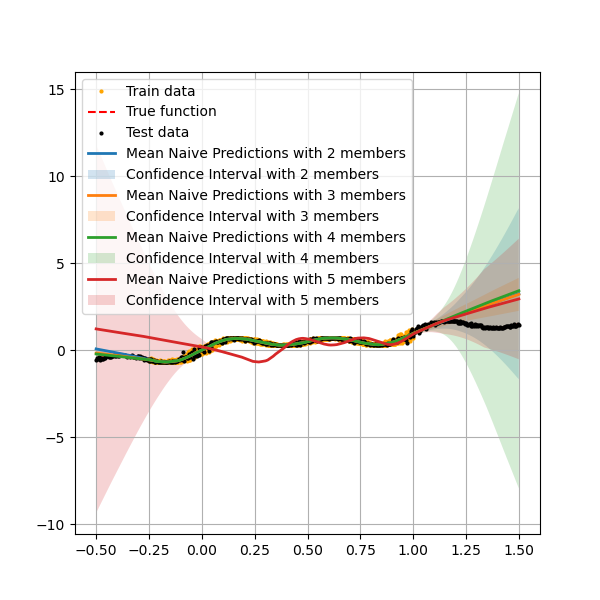 15
10
5
0
−5
−10
Train data
True function
Test data
Mean Naive Predictions with 2 members
Confidence Interval with 2 members
Mean Naive Predictions with 3 members
Confidence Interval with 3 members
Mean Naive Predictions with 4 members
Confidence Interval with 4 members
Mean Naive Predictions with 5 members
Confidence Interval with 5 members
−0.50 −0.25 0.00 0.25 0.50 0.75 1.00 1.25 1.50